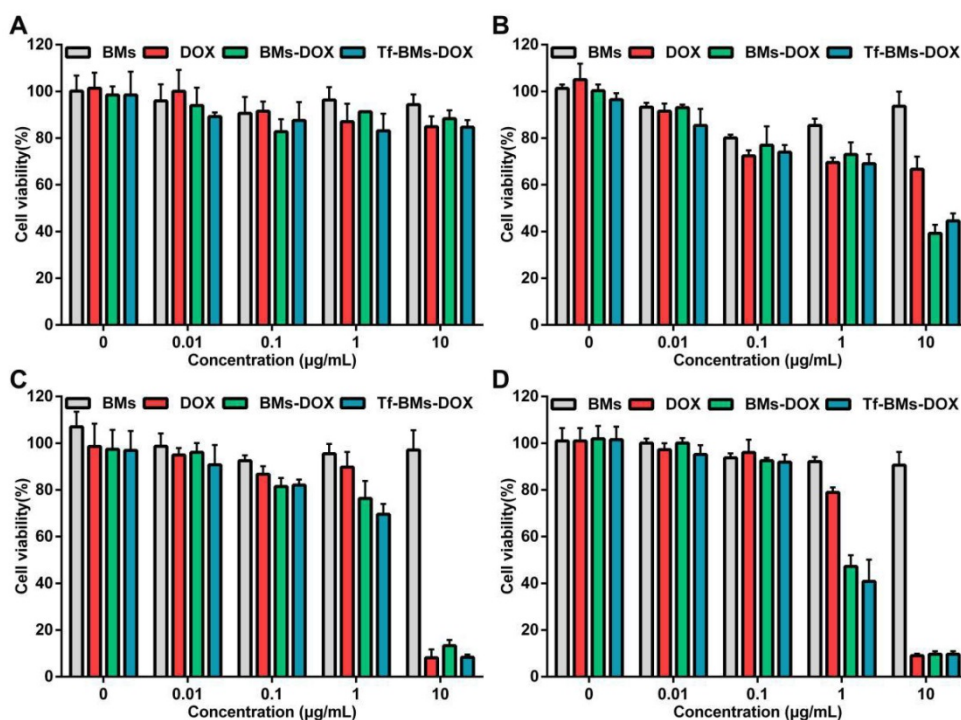 A
BMs DOX BMs-DOX Tf-BMs-DOX
120
100
80
60
40
20
0
Cell viability(%)
0 0.01 0.1 1 10
Concentration (µg/mL)
B
BMs DOX BMs-DOX Tf-BMs-DOX
120
100
80
60
40
20
0
Cell viability(%)
0 0.01 0.1 1 10
Concentration (µg/mL)
C
BMs DOX BMs-DOX Tf-BMs-DOX
120
100
80
60
40
20
0
Cell viability(%)
0 0.01 0.1 1 10
Concentration (µg/mL)
D
BMs DOX BMs-DOX Tf-BMs-DOX
120
100
80
60
40
20
0
Cell viability(%)
0 0.01 0.1 1 10
Concentration (µg/mL)